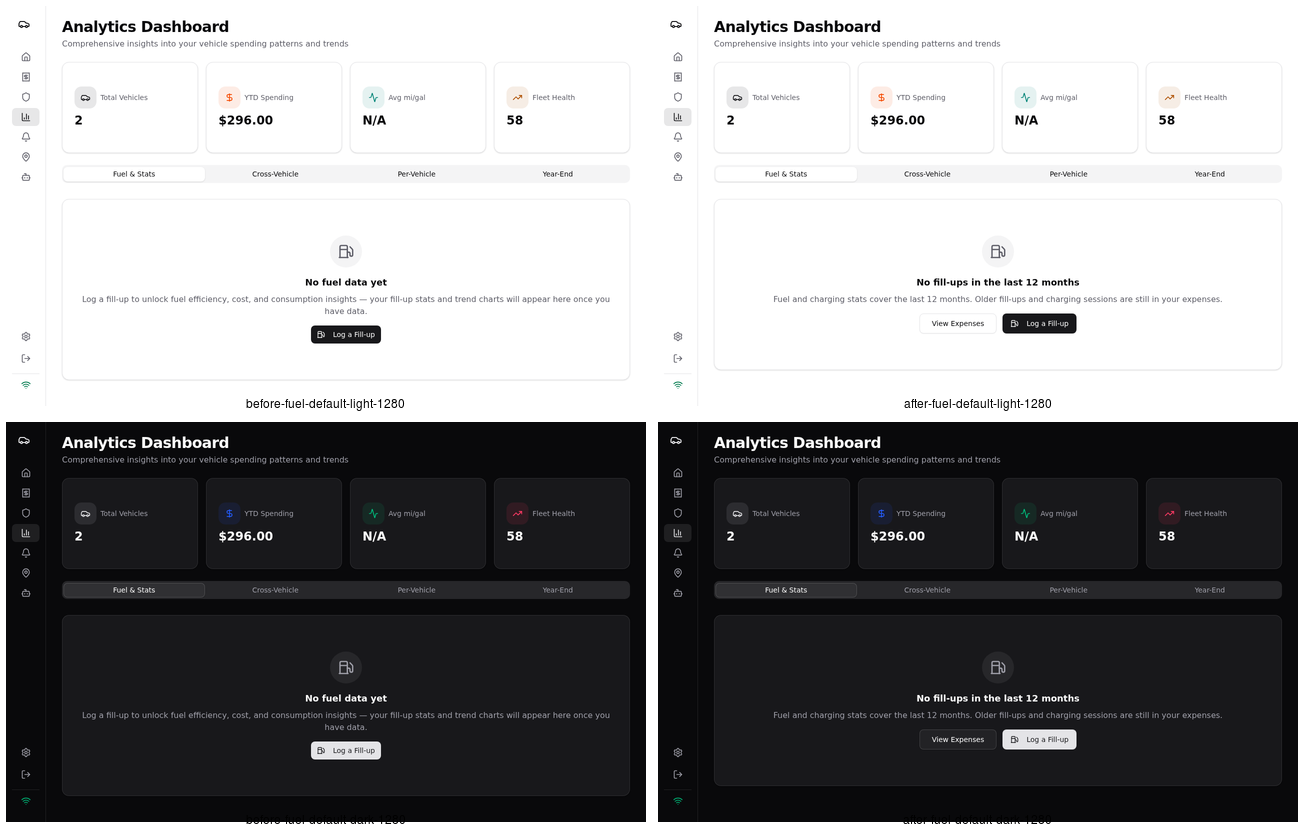 Analytics Dashboard
Comprehensive insights into your vehicle spending patterns and trends
Total Vehicles
2
YTD Spending
$296.00
Avg mi/gal
N/A
Fleet Health
58
Fuel & Stats
Cross-Vehicle
Per-Vehicle
Year-End
No fuel data yet
Log a fill-up to unlock fuel efficiency, cost, and consumption insights — your fill-up stats and trend charts will appear here once you
have data.
Log a Fill-up
before-fuel-default-light-1280
Analytics Dashboard
Comprehensive insights into your vehicle spending patterns and trends
Total Vehicles
2
YTD Spending
$296.00
Avg mi/gal
N/A
Fleet Health
58
Fuel & Stats
Cross-Vehicle
Per-Vehicle
Year-End
No fill-ups in the last 12 months
Fuel and charging stats cover the last 12 months. Older fill-ups and charging sessions are still in your expenses.
View Expenses
Log a Fill-up
after-fuel-default-light-1280
Analytics Dashboard
Comprehensive insights into your vehicle spending patterns and trends
Total Vehicles
2
YTD Spending
$296.00
Avg mi/gal
N/A
Fleet Health
58
Fuel & Stats
Cross-Vehicle
Per-Vehicle
Year-End
No fuel data yet
Log a fill-up to unlock fuel efficiency, cost, and consumption insights — your fill-up stats and trend charts will appear here once you
have data.
Log a Fill-up
before-fuel-default-dark-1280
Analytics Dashboard
Comprehensive insights into your vehicle spending patterns and trends
Total Vehicles
2
YTD Spending
$296.00
Avg mi/gal
N/A
Fleet Health
58
Fuel & Stats
Cross-Vehicle
Per-Vehicle
Year-End
No fill-ups in the last 12 months
Fuel and charging stats cover the last 12 months. Older fill-ups and charging sessions are still in your expenses.
View Expenses
Log a Fill-up
after-fuel-default-dark-1280